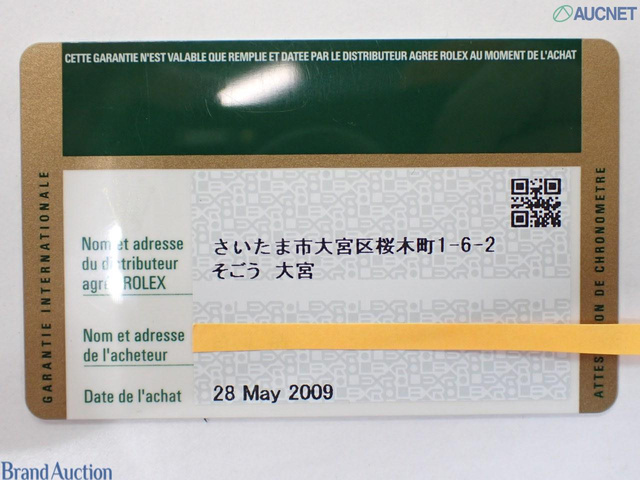 AUCNET
CETTE GARANTIE N'EST VALABLE QUE REMPLIE ET DATEE PAR LE DISTRIBUTEUR AGREE ROLEX AU MOMENT DE L'ACHAT
GARANTIE INTERNATIONALE
Nom et adresse
du distributeur
agréé ROLEX
さいたま市大宮区桜木町1-6-2
そごう 大宮
Nom et adresse
de l'acheteur
Date de l'achat
28 May 2009
ATTESTATION DE CHRONOMETRE
Brand Auction